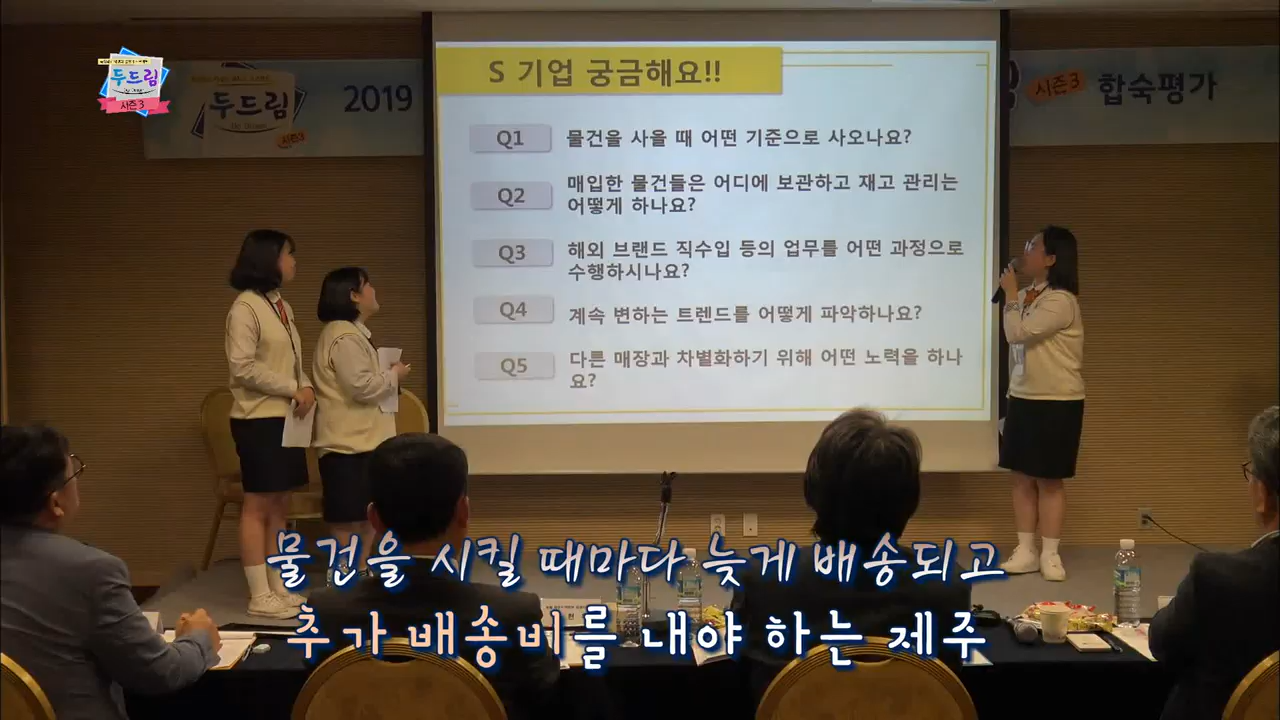 두드림
시즌3
두드림
시즌3
2019
시즌3
합숙평가
S 기업 궁금해요!!
Q1
물건을 사올 때 어떤 기준으로 사오나요?
Q2
매입한 물건들은 어디에 보관하고 재고 관리는
어떻게 하나요?
Q3
해외 브랜드 직수입 등의 업무를 어떤 과정으로
수행하시나요?
Q4
계속 변하는 트렌드를 어떻게 파악하나요?
Q5
다른 매장과 차별화하기 위해 어떤 노력을 하나
요?
물건을 시킬 때마다 늦게 배송되고
추가 배송비를 내야 하는 제주